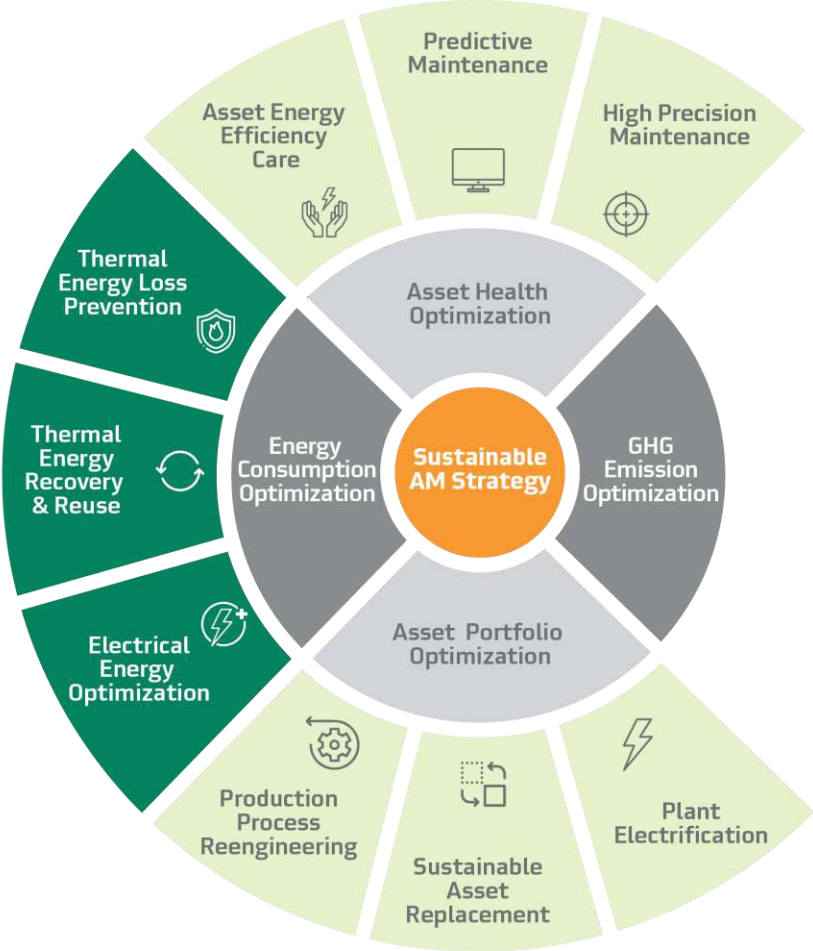 Predictive
Maintenance
High Precision
Maintenance
Asset Energy
Efficiency
Care
Thermal
Energy Loss
Prevention
Asset Health
Optimization
Thermal
Energy
Recovery
& Reuse
Energy
Consumption
Optimization
Sustainable
AM Strategy
GHG
Emission
Optimization
Electrical
Energy
Optimization
Asset Portfolio
Optimization
Production
Process
Reengineering
Sustainable
Asset
Replacement
Plant
Electrification